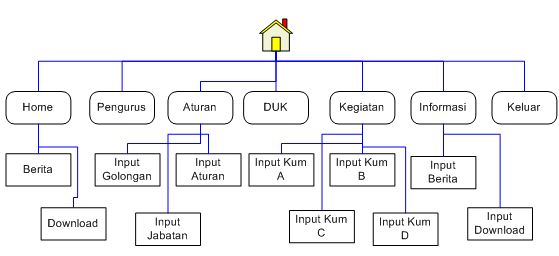 Home
Pengurus
Aturan
DUK
Kegiatan
Informasi
Keluar
Berita
Input
Golongan
Input
Aturan
Input Kum
A
Input Kum
B
Input
Berita
Download
Input
Jabatan
Input Kum
C
Input Kum
D
Input
Download